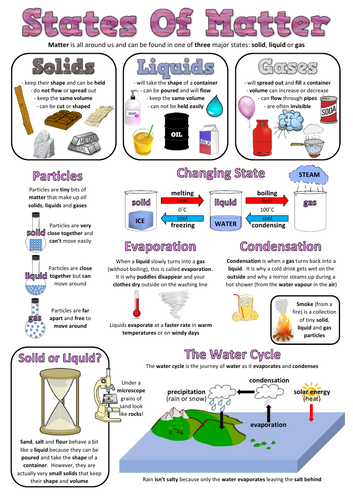 States Of Matter
Matter is all around us and can be found in one of three major states: solid, liquid or gas
Solids
- keep their shape and can be held
- do not flow or spread out
- keep the same volume
- can be cut or shaped
Liquids
- will take the shape of a container
- can be poured and will flow
- keep the same volume
- can not be held easily
OIL
Gases
- will spread out and fill a container
- volume can increase or decrease
- can flow through pipes
- are often invisible
SODA
Particles
Particles are tiny bits of
matter that make up all
solids, liquids and gases
solid
Particles are very
close together and
can't move easily
liquid
Particles are close
together but can
move around
gas
Particles are far
apart and free to
move around
Changing State
STEAM
solid
melting
heat
0°C
cool
freezing
ICE
liquid
WATER
boiling
heat
100°C
cool
condensing
gas
Evaporation
When a liquid slowly turns into a gas
(without boiling), this is called evaporation. It
is why puddles disappear and your
clothes dry outside on the washing line
Liquids evaporate at a faster rate in warm
temperatures or on windy days
Condensation
Condensation is when a gas turns back into a
liquid. It is why a cold drink gets wet on the
outside and why a mirror steams up during a
hot shower (from the water vapour in the air)
Smoke (from a
fire) is a collection
of tiny solid,
liquid and gas
particles
Solid or Liquid?
Under a
microscope
grains of
sand look
like rocks!
Sand, salt and flour behave a bit
like a liquid because they can be
poured and take the shape of a
container. However, they are
actually very small solids that keep
their shape and volume
The Water Cycle
The water cycle is the journey of water as it evaporates and condenses
condensation
precipitation
(rain or snow)
solar energy
(heat)
evaporation
Rain isn't salty because only the water evaporates leaving the salt behind